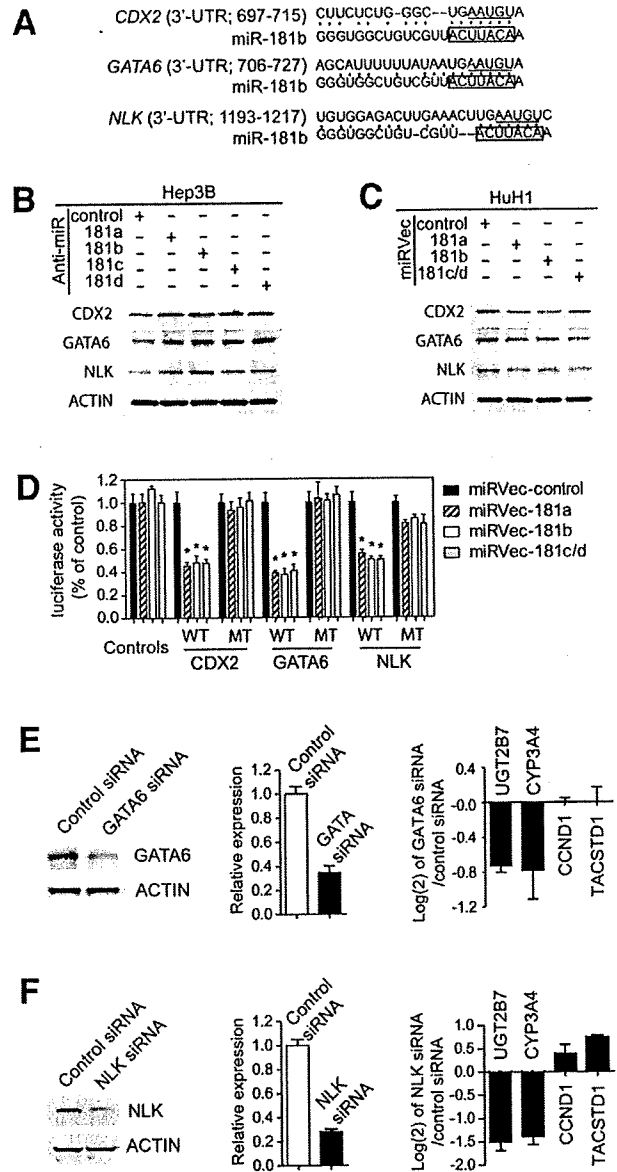 A
CDX2 (3'-UTR; 697-715) CUUCUCUG-GGC--UGAAUGUA
miR-181b GGGUGGCUGUCGUUACUUACAA
GATA6 (3'-UTR; 706-727) AGCAUUUUUUAUAAUGAAUGUA
miR-181b GGGUGGCUGUCGUUACUUACAA
NLK (3'-UTR; 1193-1217) UGUGGAGACUUGAAACUUGAAUGUC
miR-181b GGGUGGCUGU-CGUU--ACUUACAA
B
Hep3B
Anti-miR
control + – – – –
181a – + – – –
181b – – + – –
181c – – – + –
181d – – – – +
CDX2
GATA6
NLK
ACTIN
C
HuH1
miRVec
control + – – –
181a – + – –
181b – – + –
181c/d – – – +
CDX2
GATA6
NLK
ACTIN
D
luciferase activity
(% of control)
1.2
1.0
0.8
0.6
0.4
0.2
0.0
* * *
* * *
* * *
Controls
WT MT
CDX2
WT MT
GATA6
WT MT
NLK
miRVec-control
miRVec-181a
miRVec-181b
miRVec-181c/d
E
Control siRNA
GATA6 siRNA
GATA6
ACTIN
Relative expression
1.2
1.0
0.8
0.6
0.4
0.2
0.0
Control
siRNA
GATA
siRNA
Log(2) of GATA6 siRNA
/control siRNA
0.4
-0.0
-0.4
-0.8
-1.2
UGT2B7
CYP3A4
CCND1
TACSTD1
F
Control siRNA
NLK siRNA
NLK
ACTIN
Relative expression
1.2
1.0
0.8
0.6
0.4
0.2
0.0
Control
siRNA
NLK
siRNA
Log(2) of NLK siRNA
/control siRNA
1.0
0.5
0.0
-0.5
-1.0
-1.5
-2.0
UGT2B7
CYP3A4
CCND1
TACSTD1